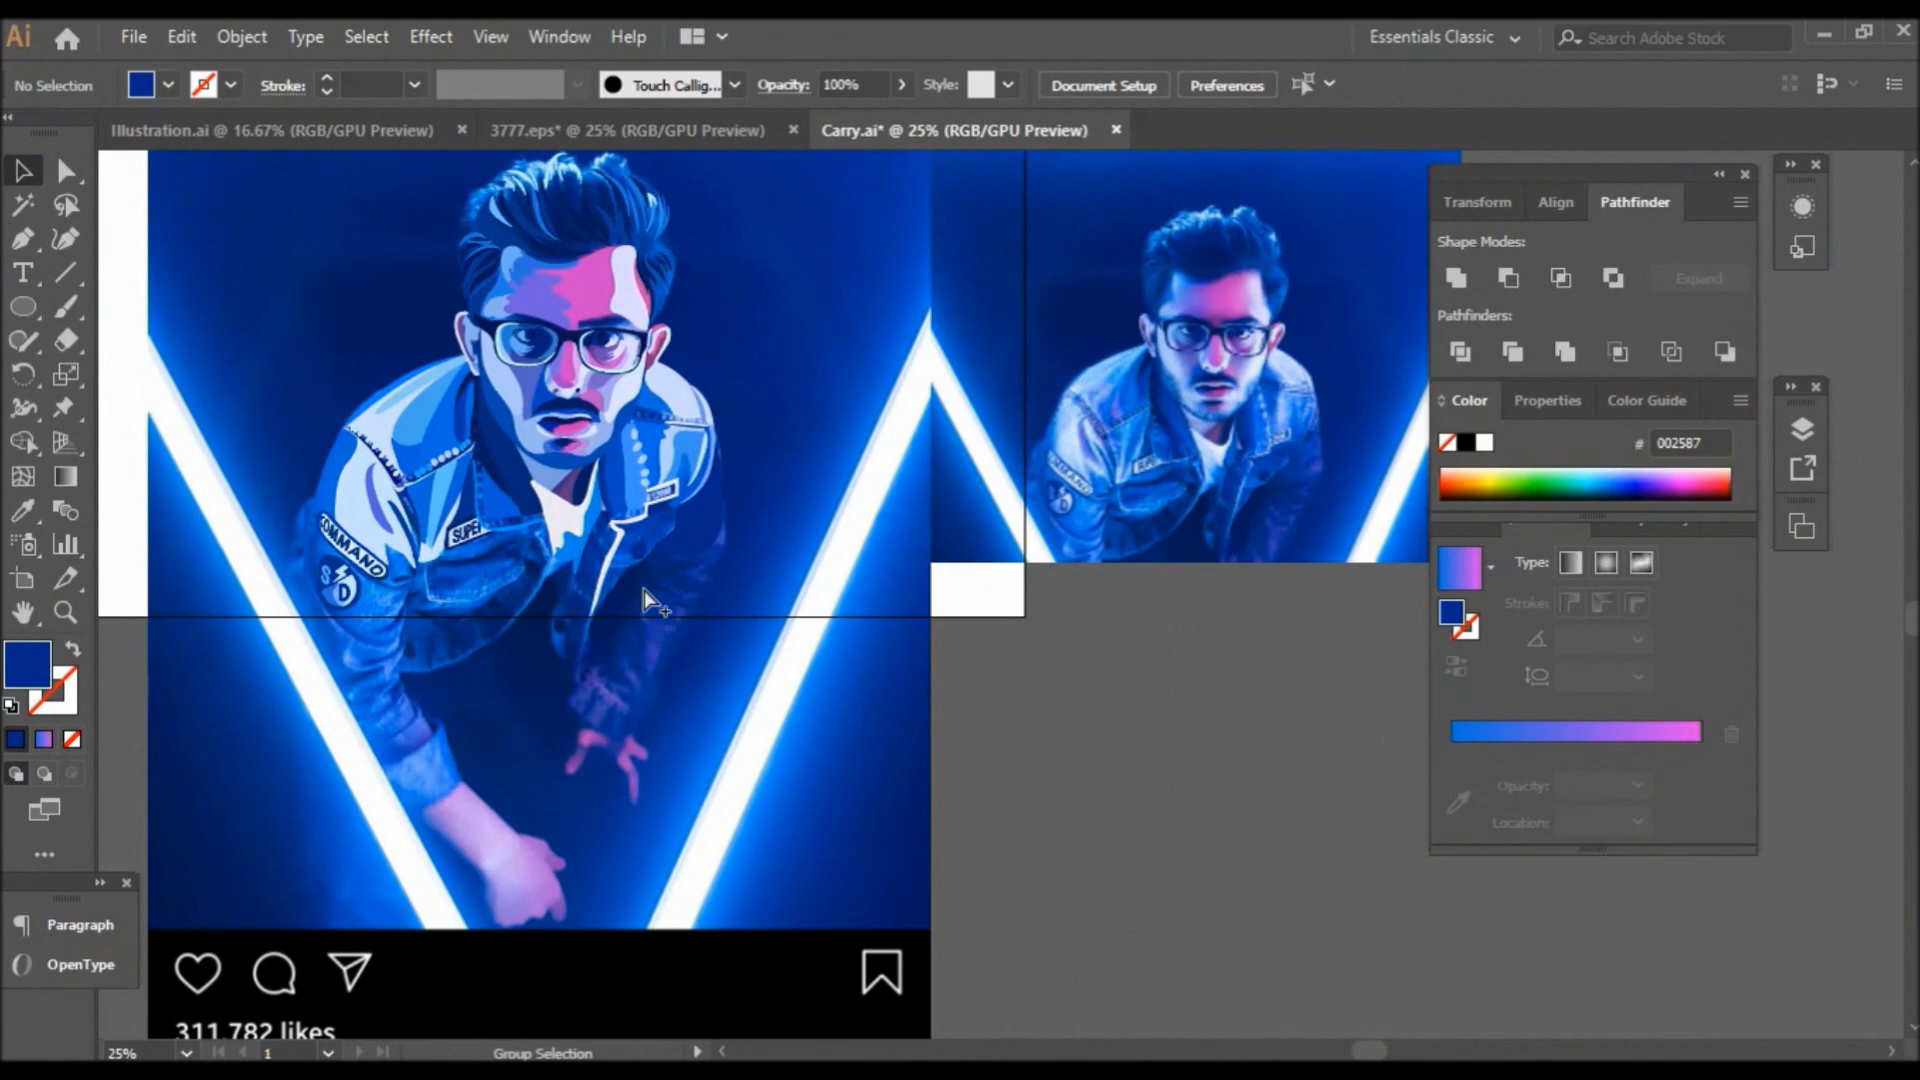 Ai File Edit Object Type Select Effect View Window Help Essentials Classic Search Adobe Stock
No Selection Stroke: Touch Callig... Opacity: 100% Style: Document Setup Preferences
Illustration.ai @ 16.67% (RGB/GPU Preview) 3777.eps* @ 25% (RGB/GPU Preview) Carry.ai* @ 25% (RGB/GPU Preview)
Transform Align Pathfinder
Shape Modes:
Expand
Pathfinders:
Color Properties Color Guide
# 002587
Type:
Stroke:
Opacity:
Location:
COMMAND
SUPER
S D
Paragraph
OpenType
311,782 likes
25% 1 Group Selection